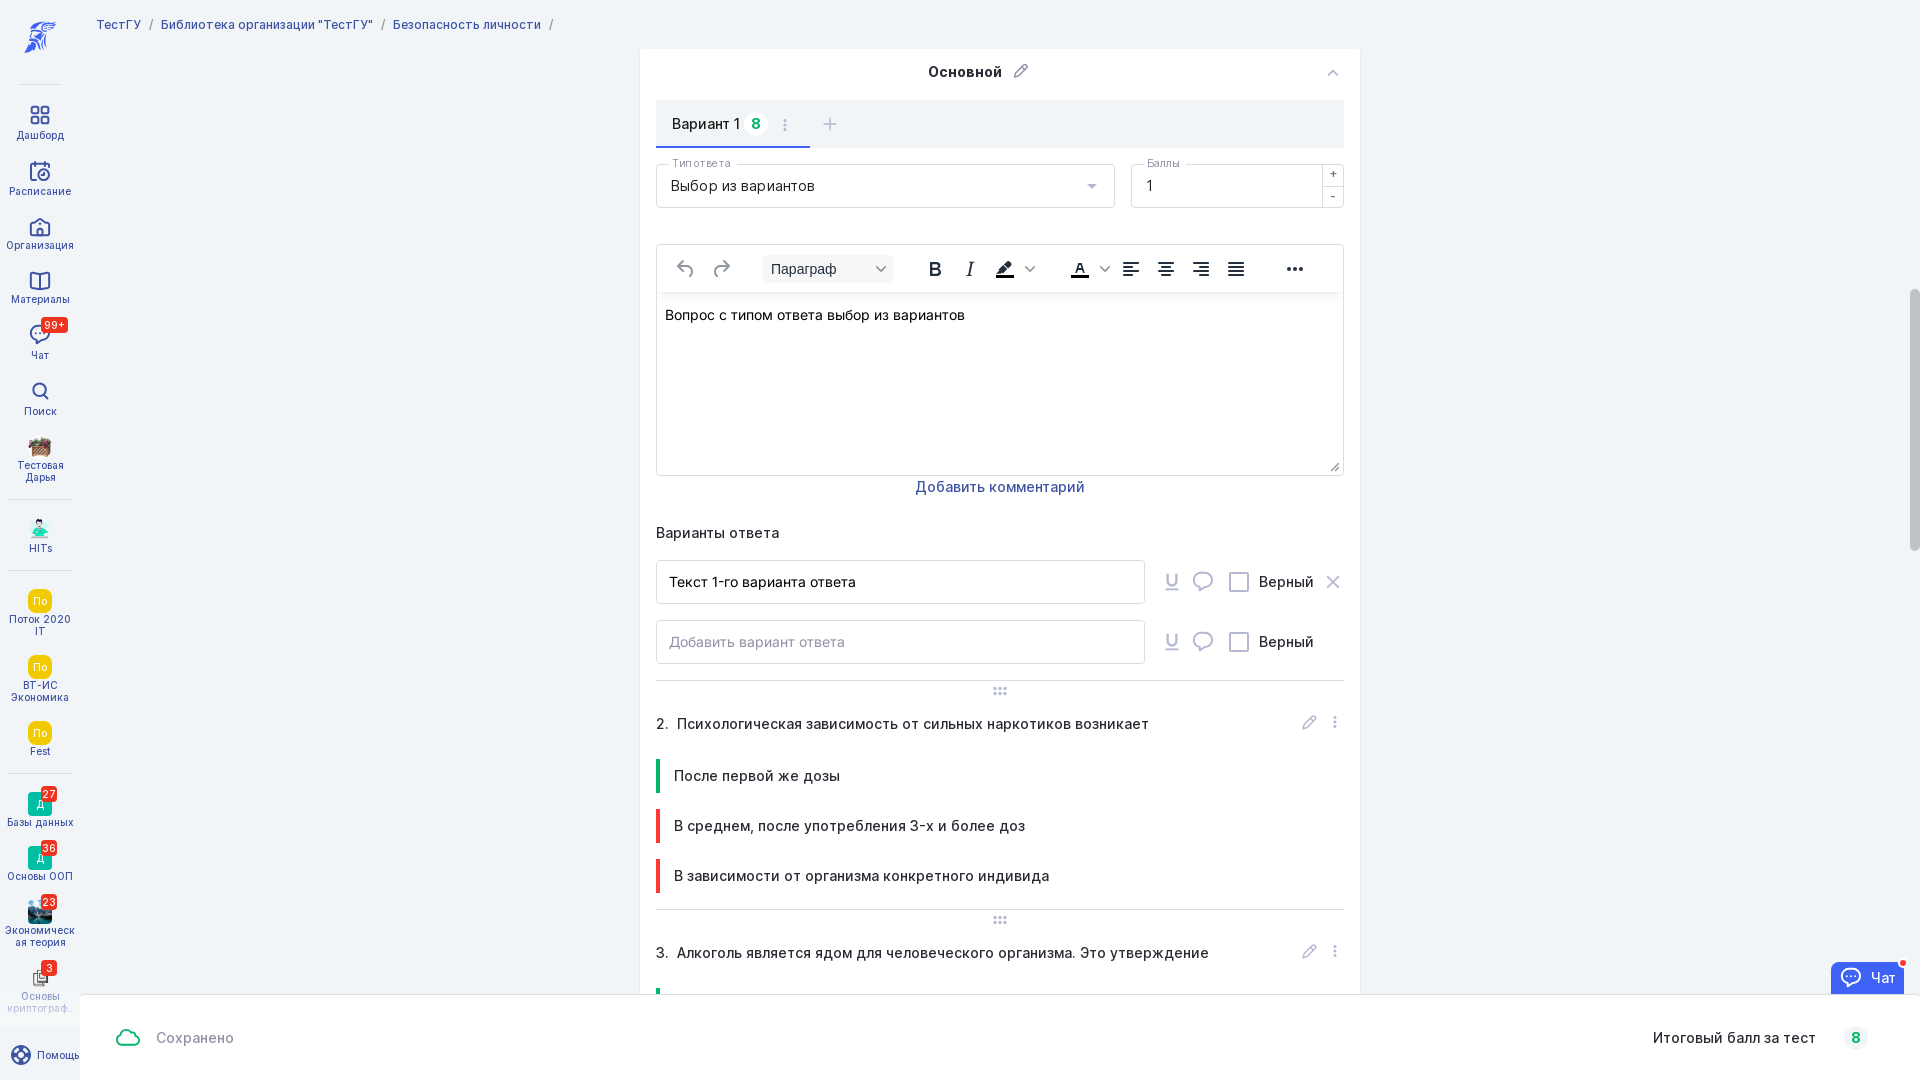 ТестГУ / Библиотека организации "ТестГУ" / Безопасность личности /
Дашборд
Расписание
Организация
Материалы
99+
Чат
Поиск
Тестовая
Дарья
HITs
По
Поток 2020
IT
По
ВТ-ИС
Экономика
По
Fest
27
Д
Базы данных
36
Д
Основы ООП
23
Экономическ
ая теория
3
Основы
криптограф...
Помощь
Основной
Вариант 1 8
Тип ответа
Выбор из вариантов
Баллы
1
+
-
Параграф
B I A
Вопрос с типом ответа выбор из вариантов
Добавить комментарий
Варианты ответа
Текст 1-го варианта ответа
Верный
Добавить вариант ответа
Верный
2. Психологическая зависимость от сильных наркотиков возникает
После первой же дозы
В среднем, после употребления 3-х и более доз
В зависимости от организма конкретного индивида
3. Алкоголь является ядом для человеческого организма. Это утверждение
Чат
Сохранено
Итоговый балл за тест 8